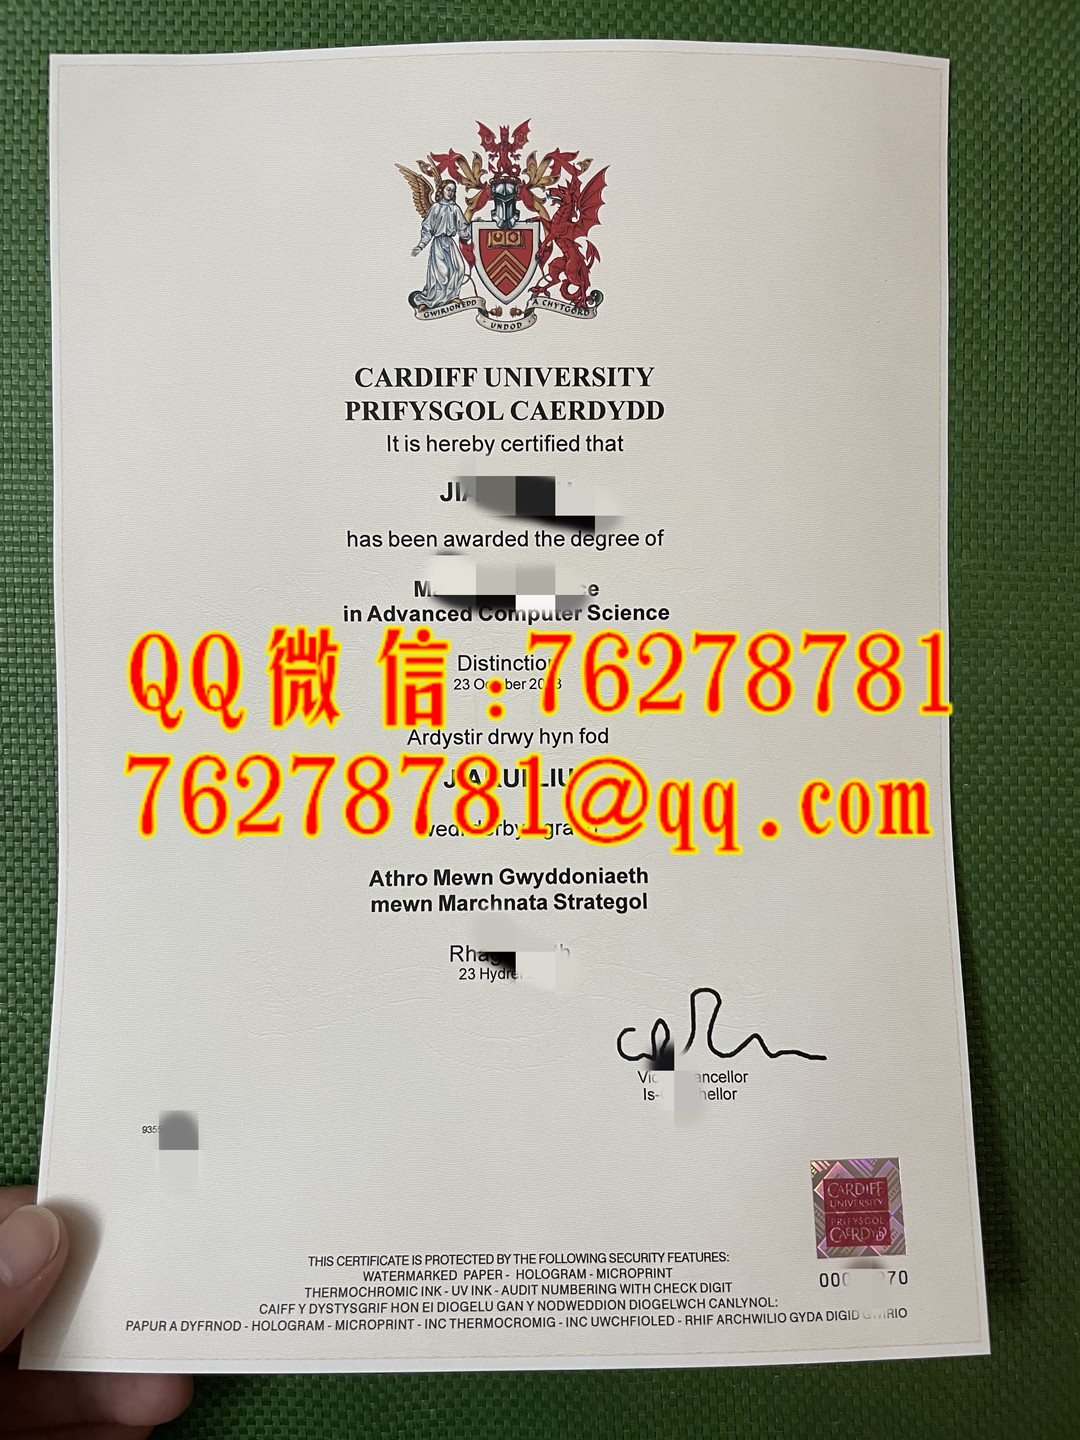 GWIRIONEDD
UNDOD
A CHYTGORD
CARDIFF UNIVERSITY
PRIFYSGOL CAERDYDD
It is hereby certified that
has been awarded the degree of
in Advanced Computer Science
QQ微信:76278781
Distinction
23
Ardystir drwy hyn fod
76278781@qq.com
Athro Mewn Gwyddoniaeth
mewn Marchnata Strategol
23
CARDIFF
UNIVERSITY
PRIFYSGOL
CAERDYDD
THIS CERTIFICATE IS PROTECTED BY THE FOLLOWING SECURITY FEATURES:
WATERMARKED PAPER - HOLOGRAM - MICROPRINT
THERMOCHROMIC INK - UV INK - AUDIT NUMBERING WITH CHECK DIGIT
CAIFF Y DYSTYSGRIF HON EI DIOGELU GAN Y NODWEDDION DIOGELWCH CANLYNOL:
PAPUR A DYFRNOD - HOLOGRAM - MICROPRINT - INC THERMOCROMIG - INC UWCHFIOLED - RHIF ARCHWILIO GYDA DIGID